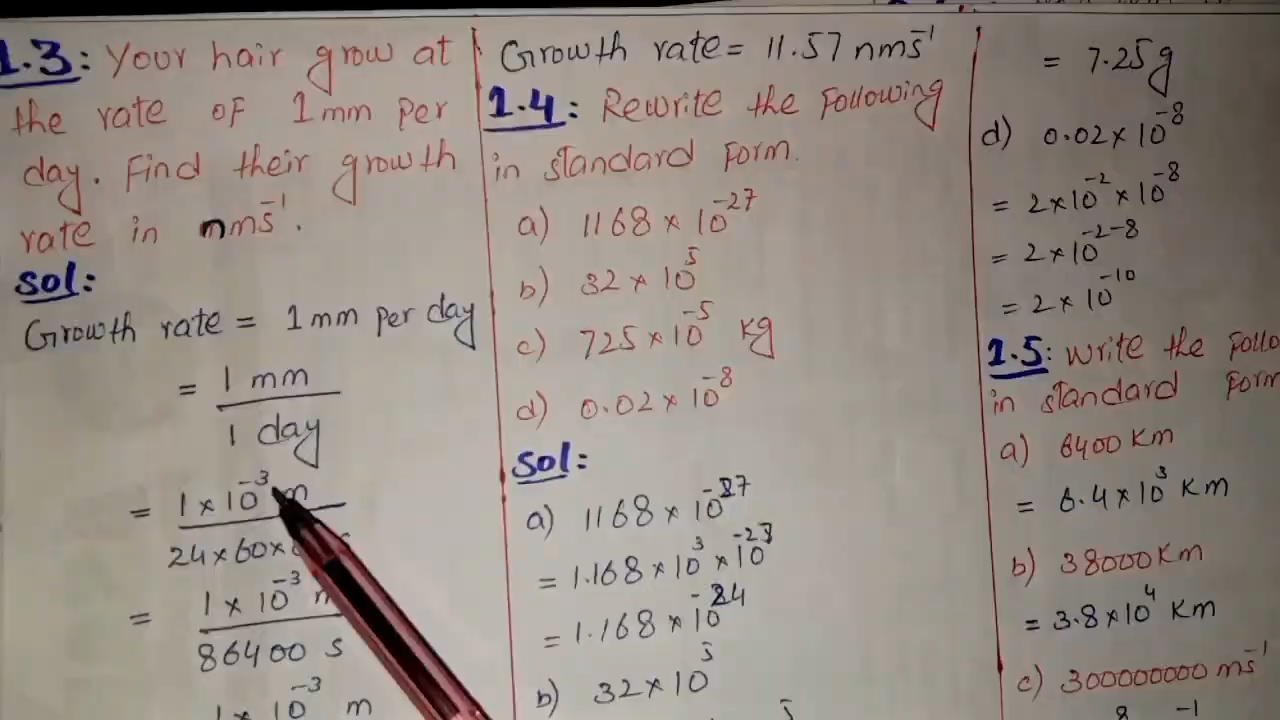 1.3: Your hair grow at
the rate of 1mm per
day. Find their growth
rate in nms⁻¹.
Sol:
Growth rate = 1mm per day
= 1 mm
1 day
= 1 × 10⁻³ m
24×60×
= 1 × 10⁻³
86400 s
1 × 10⁻³ m
Growth rate = 11.57 nms⁻¹
1.4: Rewrite the following
in standard form.
a) 1168 × 10⁻²⁷
b) 32 × 10⁵
c) 725 × 10⁻⁵ kg
d) 0.02 × 10⁻⁸
Sol:
a) 1168 × 10⁻²⁷
= 1.168 × 10³ × 10⁻²⁷
= 1.168 × 10⁻²⁴
b) 32 × 10⁵
= 7.25g
d) 0.02 × 10⁻⁸
= 2×10⁻² × 10⁻⁸
= 2 × 10⁻²⁻⁸
= 2 × 10⁻¹⁰
1.5: Write the follo
in standard form
a) 6400 Km
= 6.4 × 10³ Km
b) 38000 Km
= 3.8 × 10⁴ Km
c) 300000000 ms⁻¹